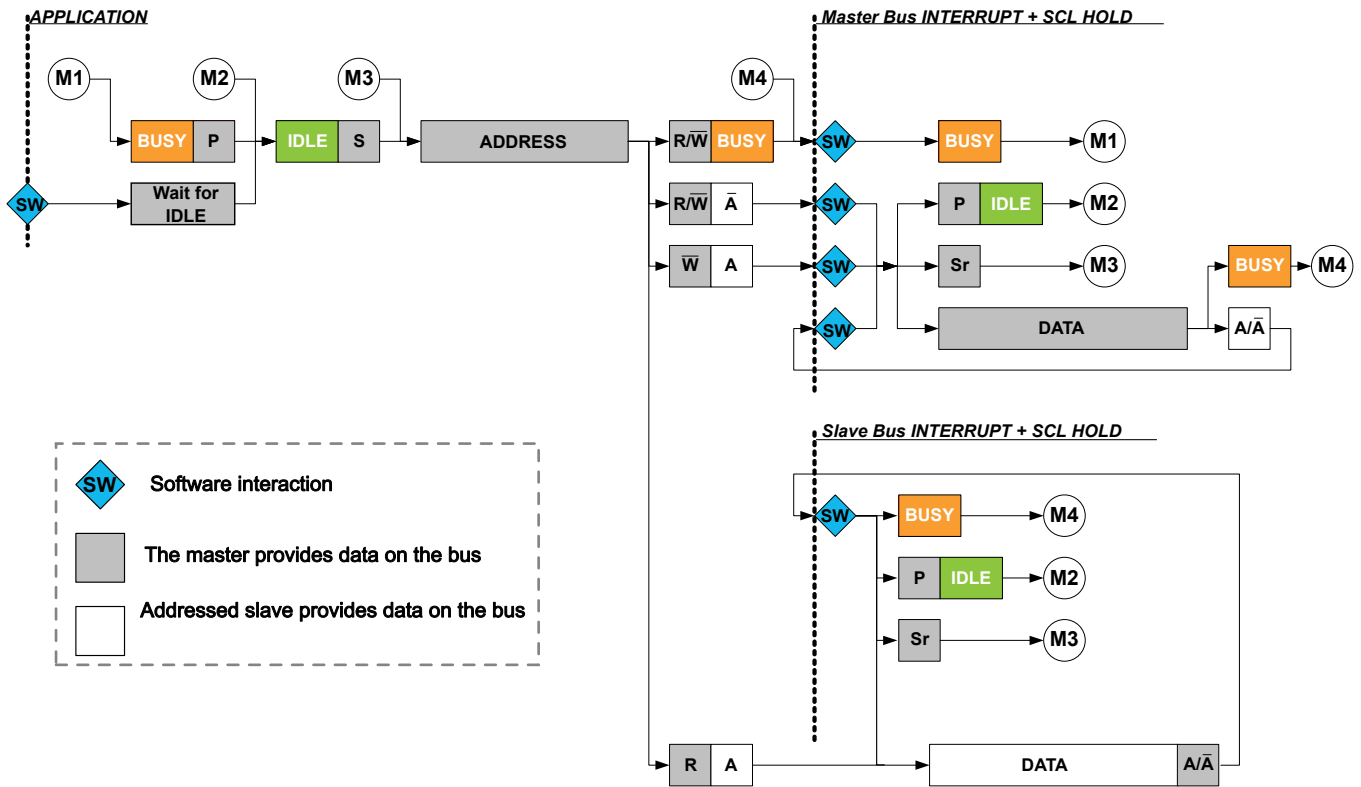 APPLICATION
Master Bus INTERRUPT + SCL HOLD
M1
M2
M3
M4
BUSY P
IDLE S
ADDRESS
R/W̅ BUSY
SW
BUSY
M1
SW
Wait for
IDLE
R/W̅ A̅
SW
P IDLE
M2
W̅ A
SW
Sr
M3
BUSY
M4
SW
DATA
A/A̅
Slave Bus INTERRUPT + SCL HOLD
SW
Software interaction
The master provides data on the bus
Addressed slave provides data on the bus
SW
BUSY
M4
P IDLE
M2
Sr
M3
R A
DATA
A/A̅